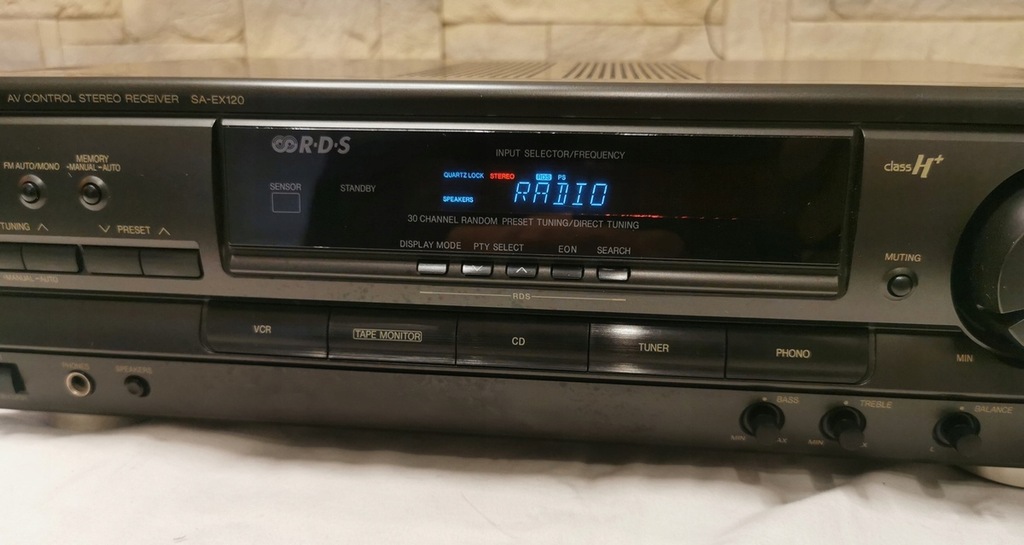 AV CONTROL STEREO RECEIVER SA-EX120
R·D·S
INPUT SELECTOR/FREQUENCY
class H+
FM AUTO/MONO
MEMORY
-MANUAL -AUTO
SENSOR
STANDBY
QUARTZ LOCK STEREO RDS PS
SPEAKERS
RADIO
30 CHANNEL RANDOM PRESET TUNING/DIRECT TUNING
TUNING
PRESET
DISPLAY MODE PTY SELECT EON SEARCH
MUTING
-MANUAL -AUTO
RDS
VCR
TAPE MONITOR
CD
TUNER
PHONO
MIN
SPEAKERS
BASS
TREBLE
BALANCE
MIN
MIN
L